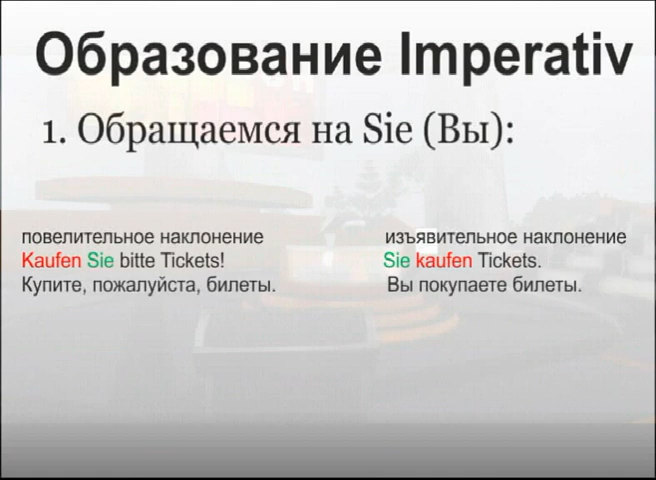 Образование Imperativ
1. Обращаемся на Sie (Вы):
повелительное наклонение
Kaufen Sie bitte Tickets!
Купите, пожалуйста, билеты.
изъявительное наклонение
Sie kaufen Tickets.
Вы покупаете билеты.